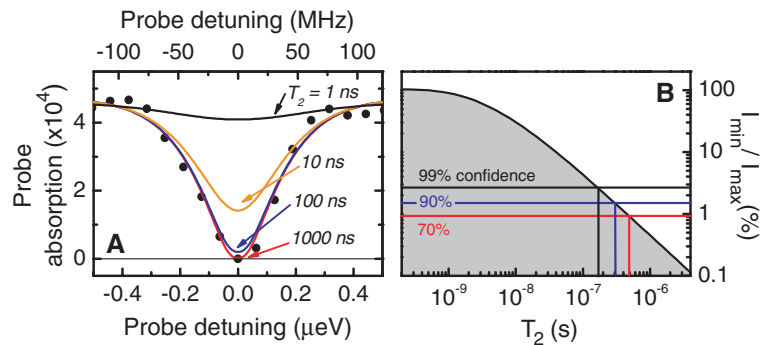 Probe detuning (MHz)
-100 -50 0 50 100
Probe absorption (x10⁴)
4
2
0
T₂ = 1 ns
10 ns
100 ns
1000 ns
A
-0.4 -0.2 0.0 0.2 0.4
Probe detuning (µeV)
B
99% confidence
90%
70%
100
10
1
0.1
I min / I max (%)
10⁻⁹ 10⁻⁸ 10⁻⁷ 10⁻⁶
T₂ (s)